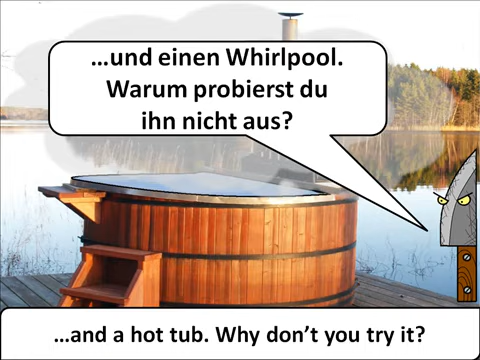 …und einen Whirlpool.
Warum probierst du
ihn nicht aus?
…and a hot tub. Why don’t you try it?